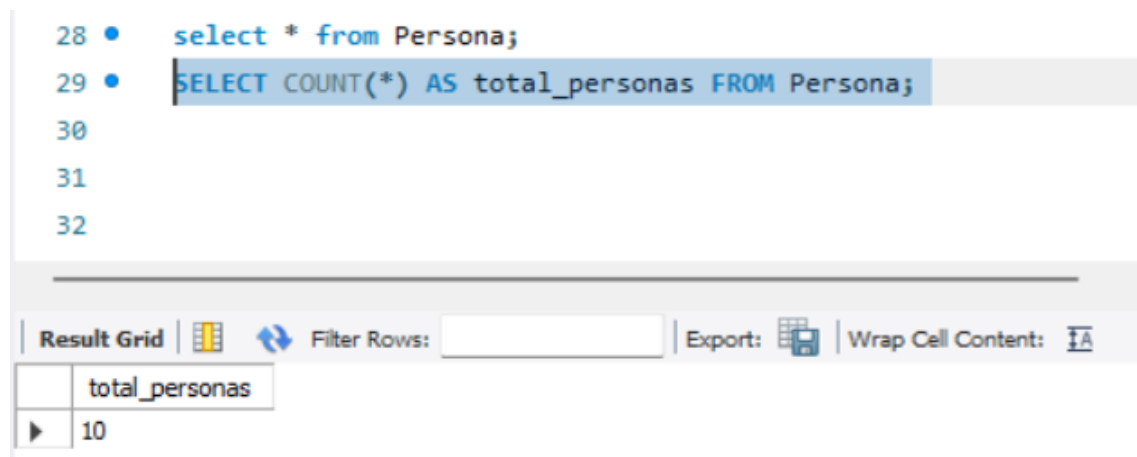 28 select * from Persona;
29 SELECT COUNT(*) AS total_personas FROM Persona;
30
31
32
Result Grid Filter Rows: Export: Wrap Cell Content: IA
total_personas
10